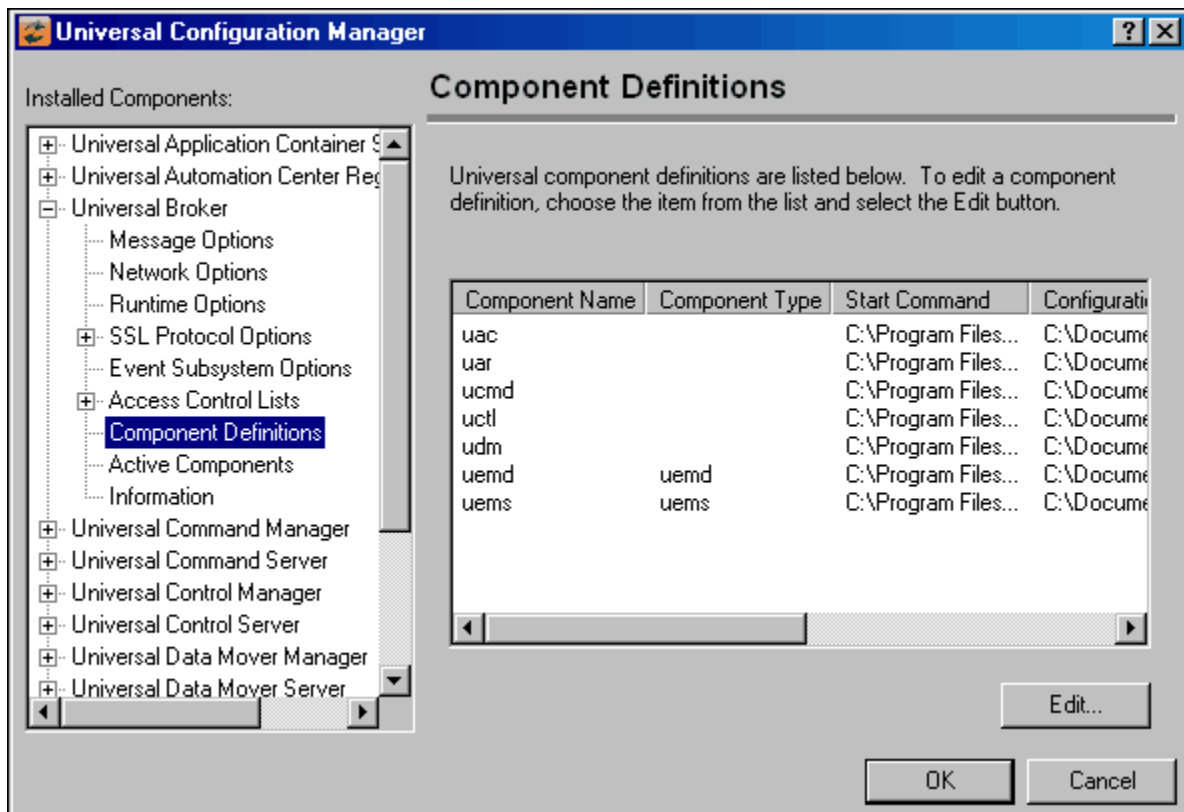 Universal Configuration Manager
Installed Components:
Universal Application Container S
Universal Automation Center Reg
Universal Broker
Message Options
Network Options
Runtime Options
SSL Protocol Options
Event Subsystem Options
Access Control Lists
Component Definitions
Active Components
Information
Universal Command Manager
Universal Command Server
Universal Control Manager
Universal Control Server
Universal Data Mover Manager
Universal Data Mover Server
Component Definitions
Universal component definitions are listed below. To edit a component
definition, choose the item from the list and select the Edit button.
Component Name Component Type Start Command Configurati
uac C:\Program Files... C:\Docume
uar C:\Program Files... C:\Docume
ucmd C:\Program Files... C:\Docume
uctl C:\Program Files... C:\Docume
udm C:\Program Files... C:\Docume
uemd uemd C:\Program Files... C:\Docume
uems uems C:\Program Files... C:\Docume
Edit...
OK Cancel